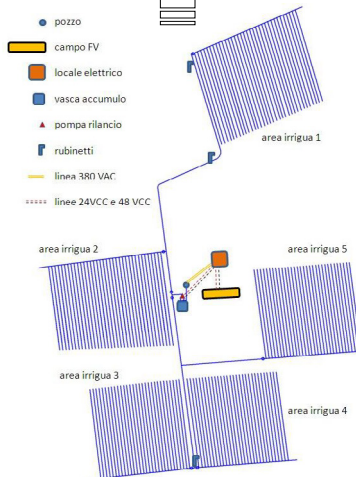 pozzo
campo FV
locale elettrico
vasca accumulo
pompa rilancio
rubinetti
linea 380 VAC
linee 24VCC e 48 VCC
area irrigua 1
area irrigua 2
area irrigua 5
area irrigua 3
area irrigua 4